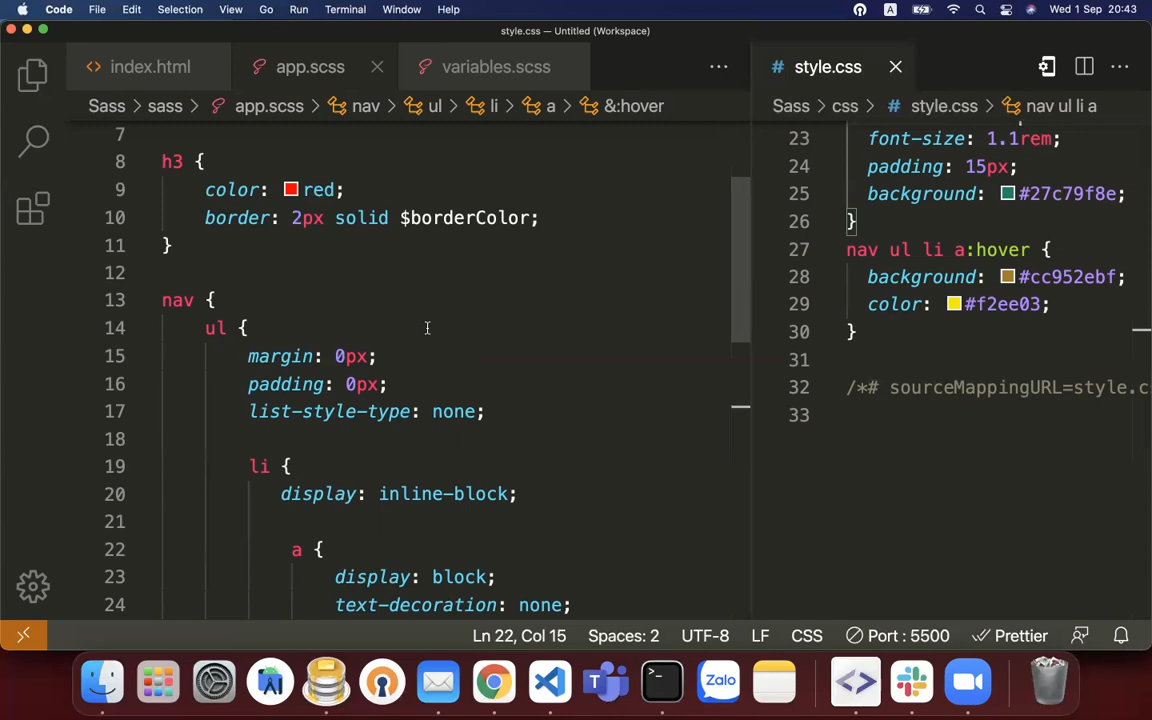 Code File Edit Selection View Go Run Terminal Window Help A Wed 1 Sep 20:43
style.css — Untitled (Workspace)
index.html app.scss variables.scss ... # style.css ...
Sass > sass > app.scss > nav > ul > li > a > &:hover
7
8 h3 {
9 color: red;
10 border: 2px solid $borderColor;
11 }
12
13 nav {
14 ul {
15 margin: 0px;
16 padding: 0px;
17 list-style-type: none;
18
19 li {
20 display: inline-block;
21
22 a {
23 display: block;
24 text-decoration: none;
Sass > css > # style.css > nav ul li a
23 font-size: 1.1rem;
24 padding: 15px;
25 background: #27c79f8e;
26 }
27 nav ul li a:hover {
28 background: #cc952ebf;
29 color: #f2ee03;
30 }
31
32 /*# sourceMappingURL=style.c
33
Ln 22, Col 15 Spaces: 2 UTF-8 LF CSS Port : 5500 Prettier
Zalo